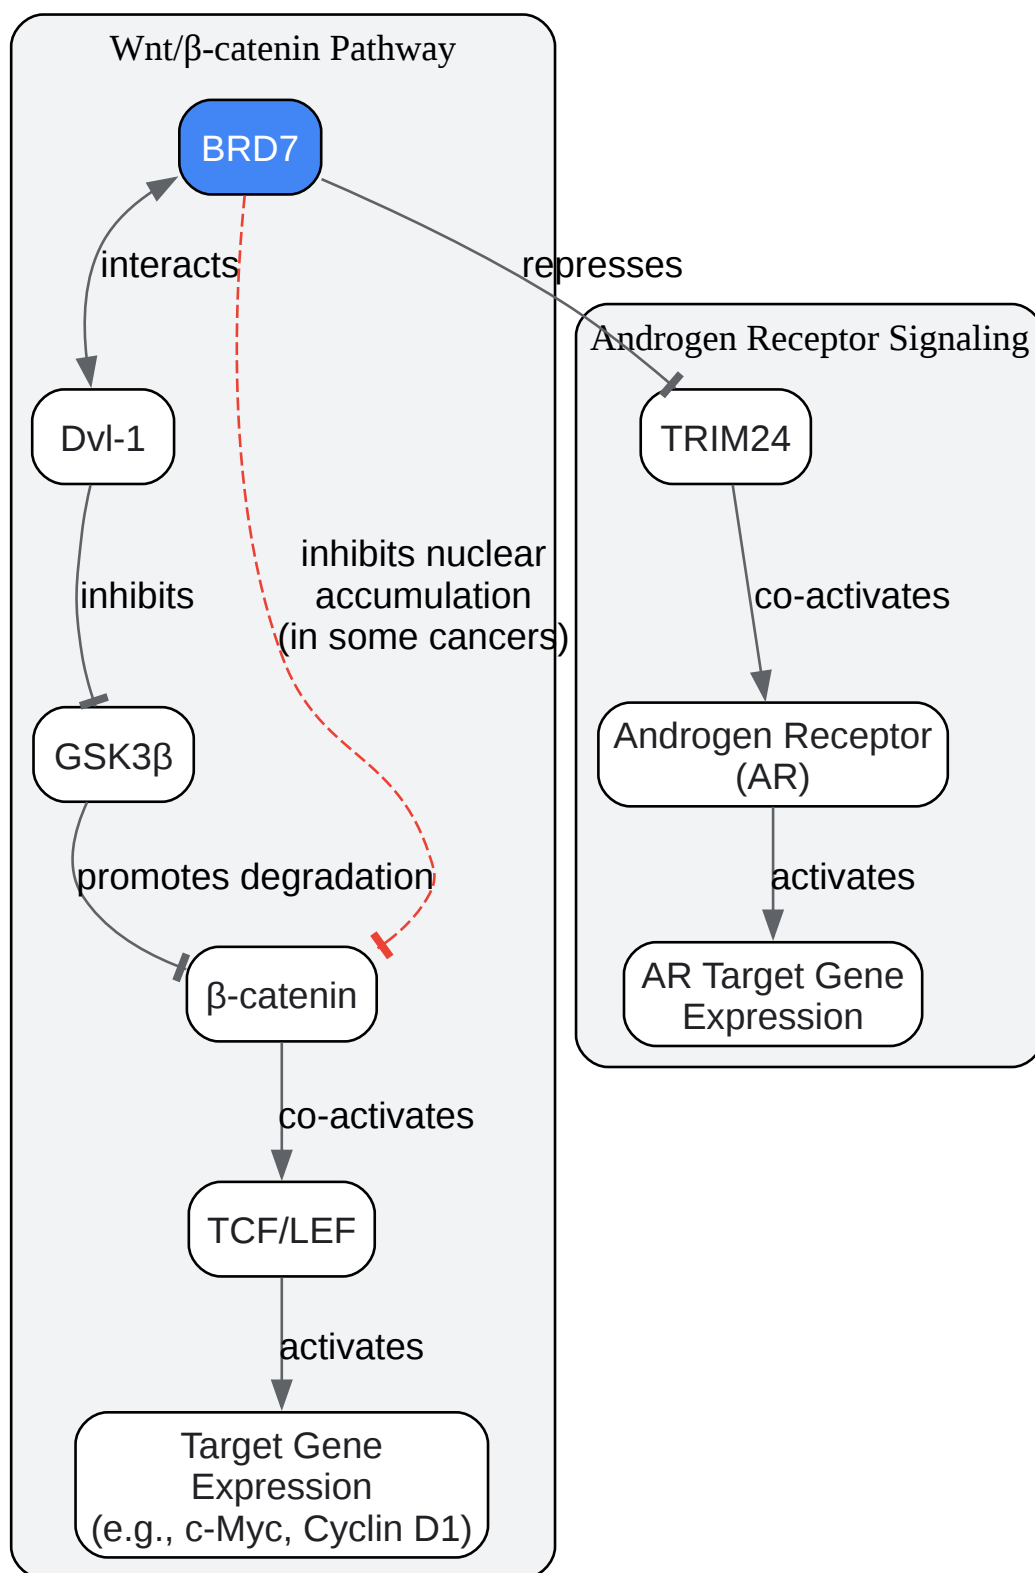 Wnt/β-catenin Pathway
BRD7
interacts
represses
Androgen Receptor Signaling
Dvl-1
TRIM24
inhibits nuclear
accumulation
(in some cancers)
inhibits
co-activates
GSK3β
Androgen Receptor
(AR)
promotes degradation
activates
β-catenin
AR Target Gene
Expression
co-activates
TCF/LEF
activates
Target Gene
Expression
(e.g., c-Myc, Cyclin D1)